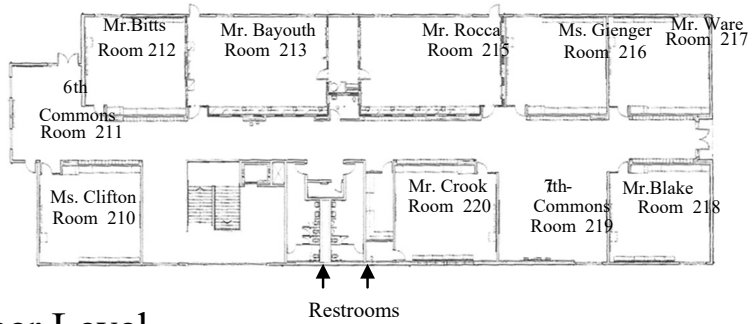 Mr.Bitts
Room 212
Mr. Bayouth
Room 213
Mr. Rocca
Room 215
Ms. Gienger
Room 216
Mr. Ware
Room 217
6th
Commons
Room 211
Ms. Clifton
Room 210
Mr. Crook
Room 220
7th-
Commons
Room 219
Mr.Blake
Room 218
Restrooms